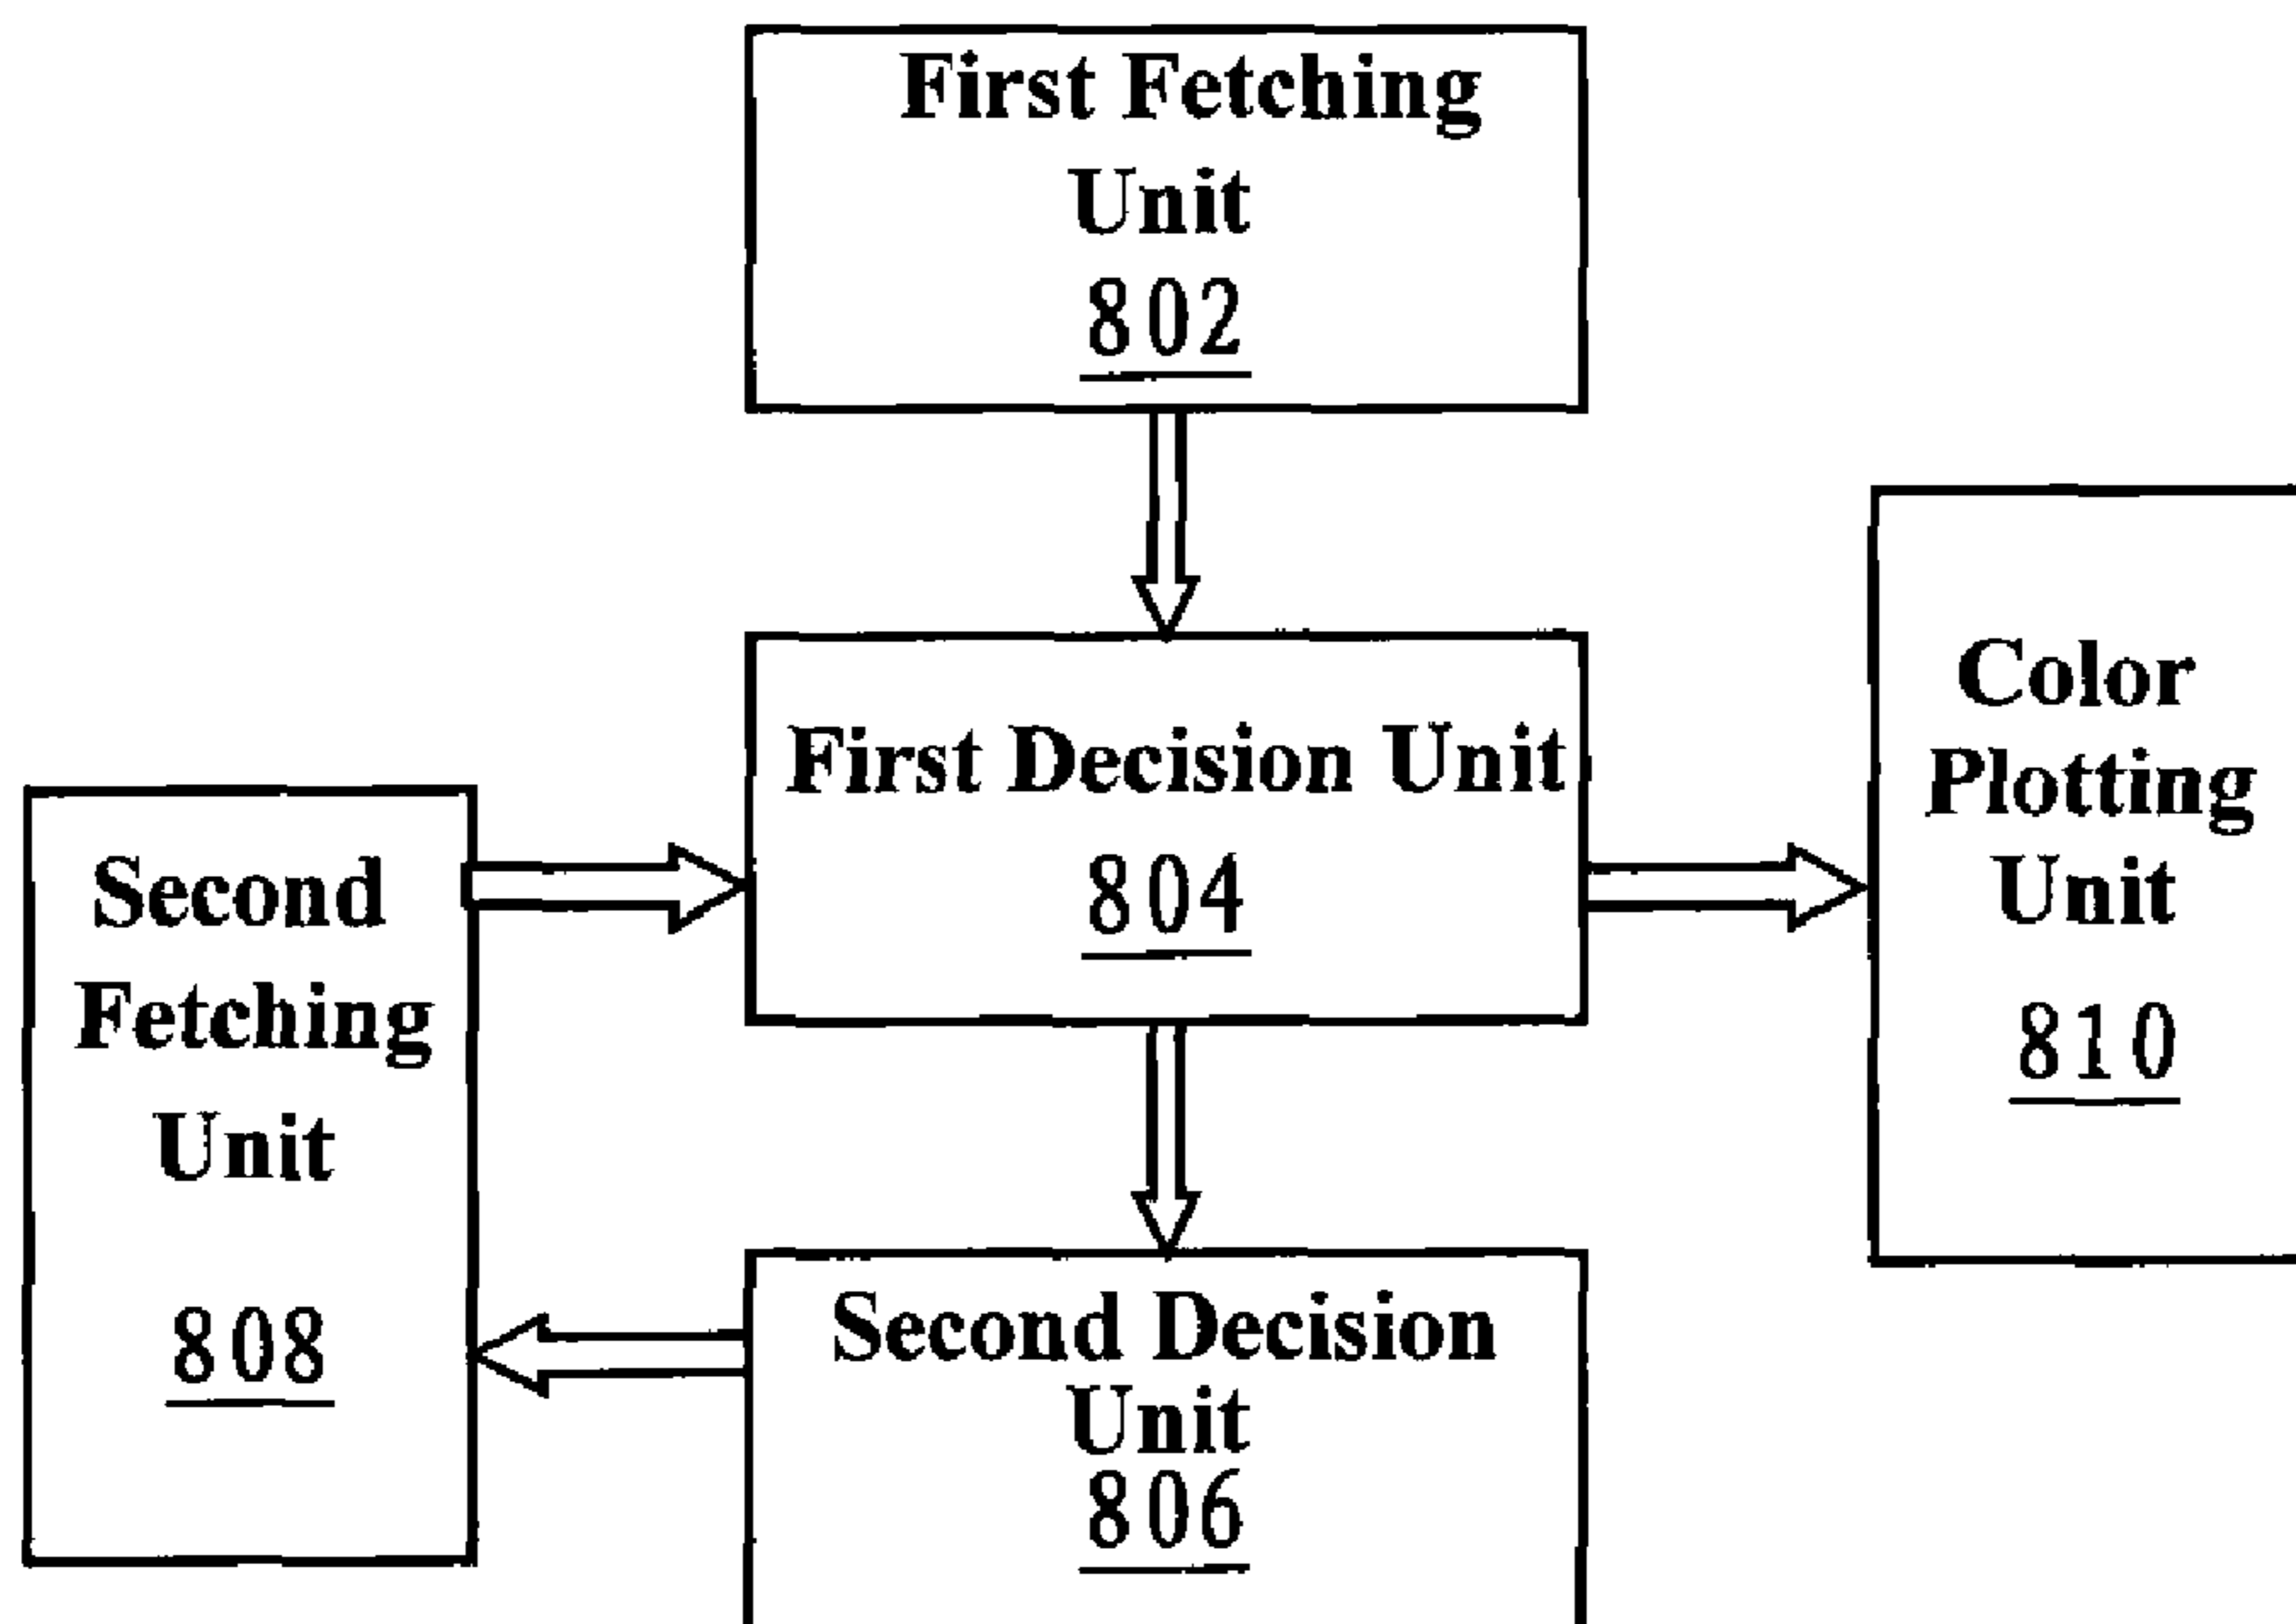 First Fetching
Unit
802
First Decision Unit
804
Color
Plotting
Unit
810
Second
Fetching
Unit
808
Second Decision
Unit
806